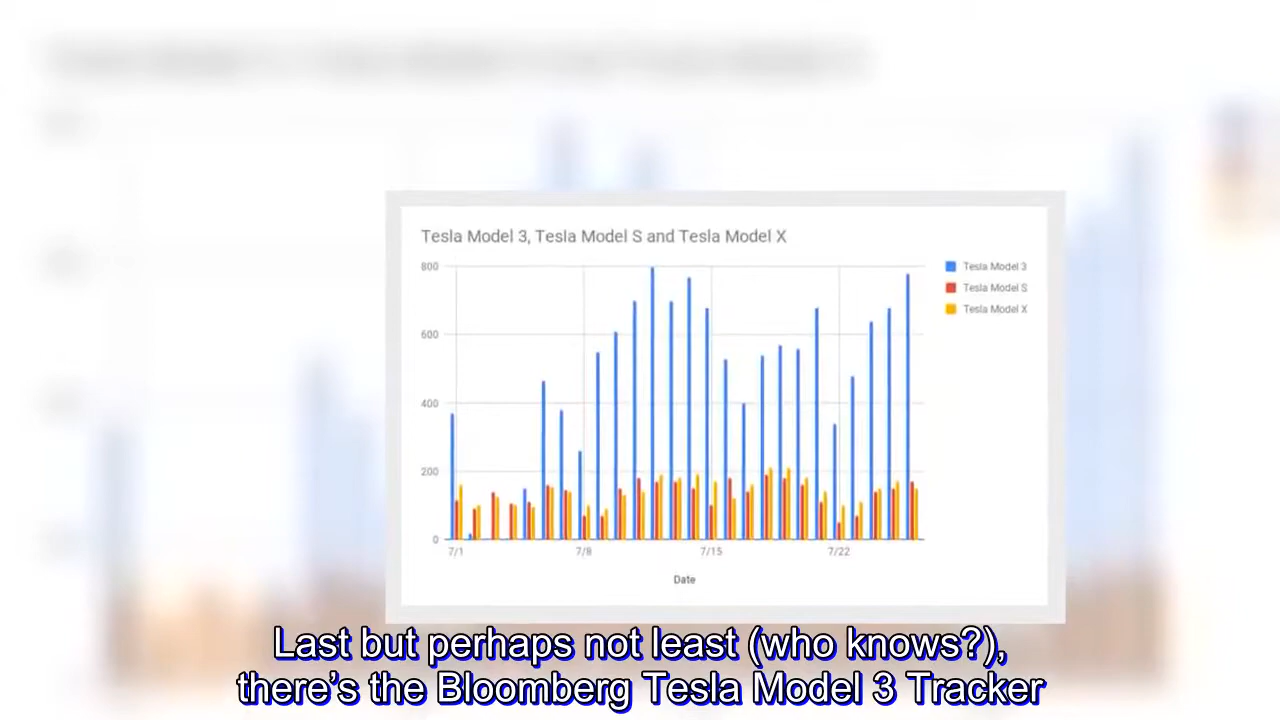 Tesla Model 3, Tesla Model S and Tesla Model X
800
600
400
200
0
7/1
7/8
7/15
7/22
Date
Tesla Model 3
Tesla Model S
Tesla Model X
Last but perhaps not least (who knows?),
there's the Bloomberg Tesla Model 3 Tracker